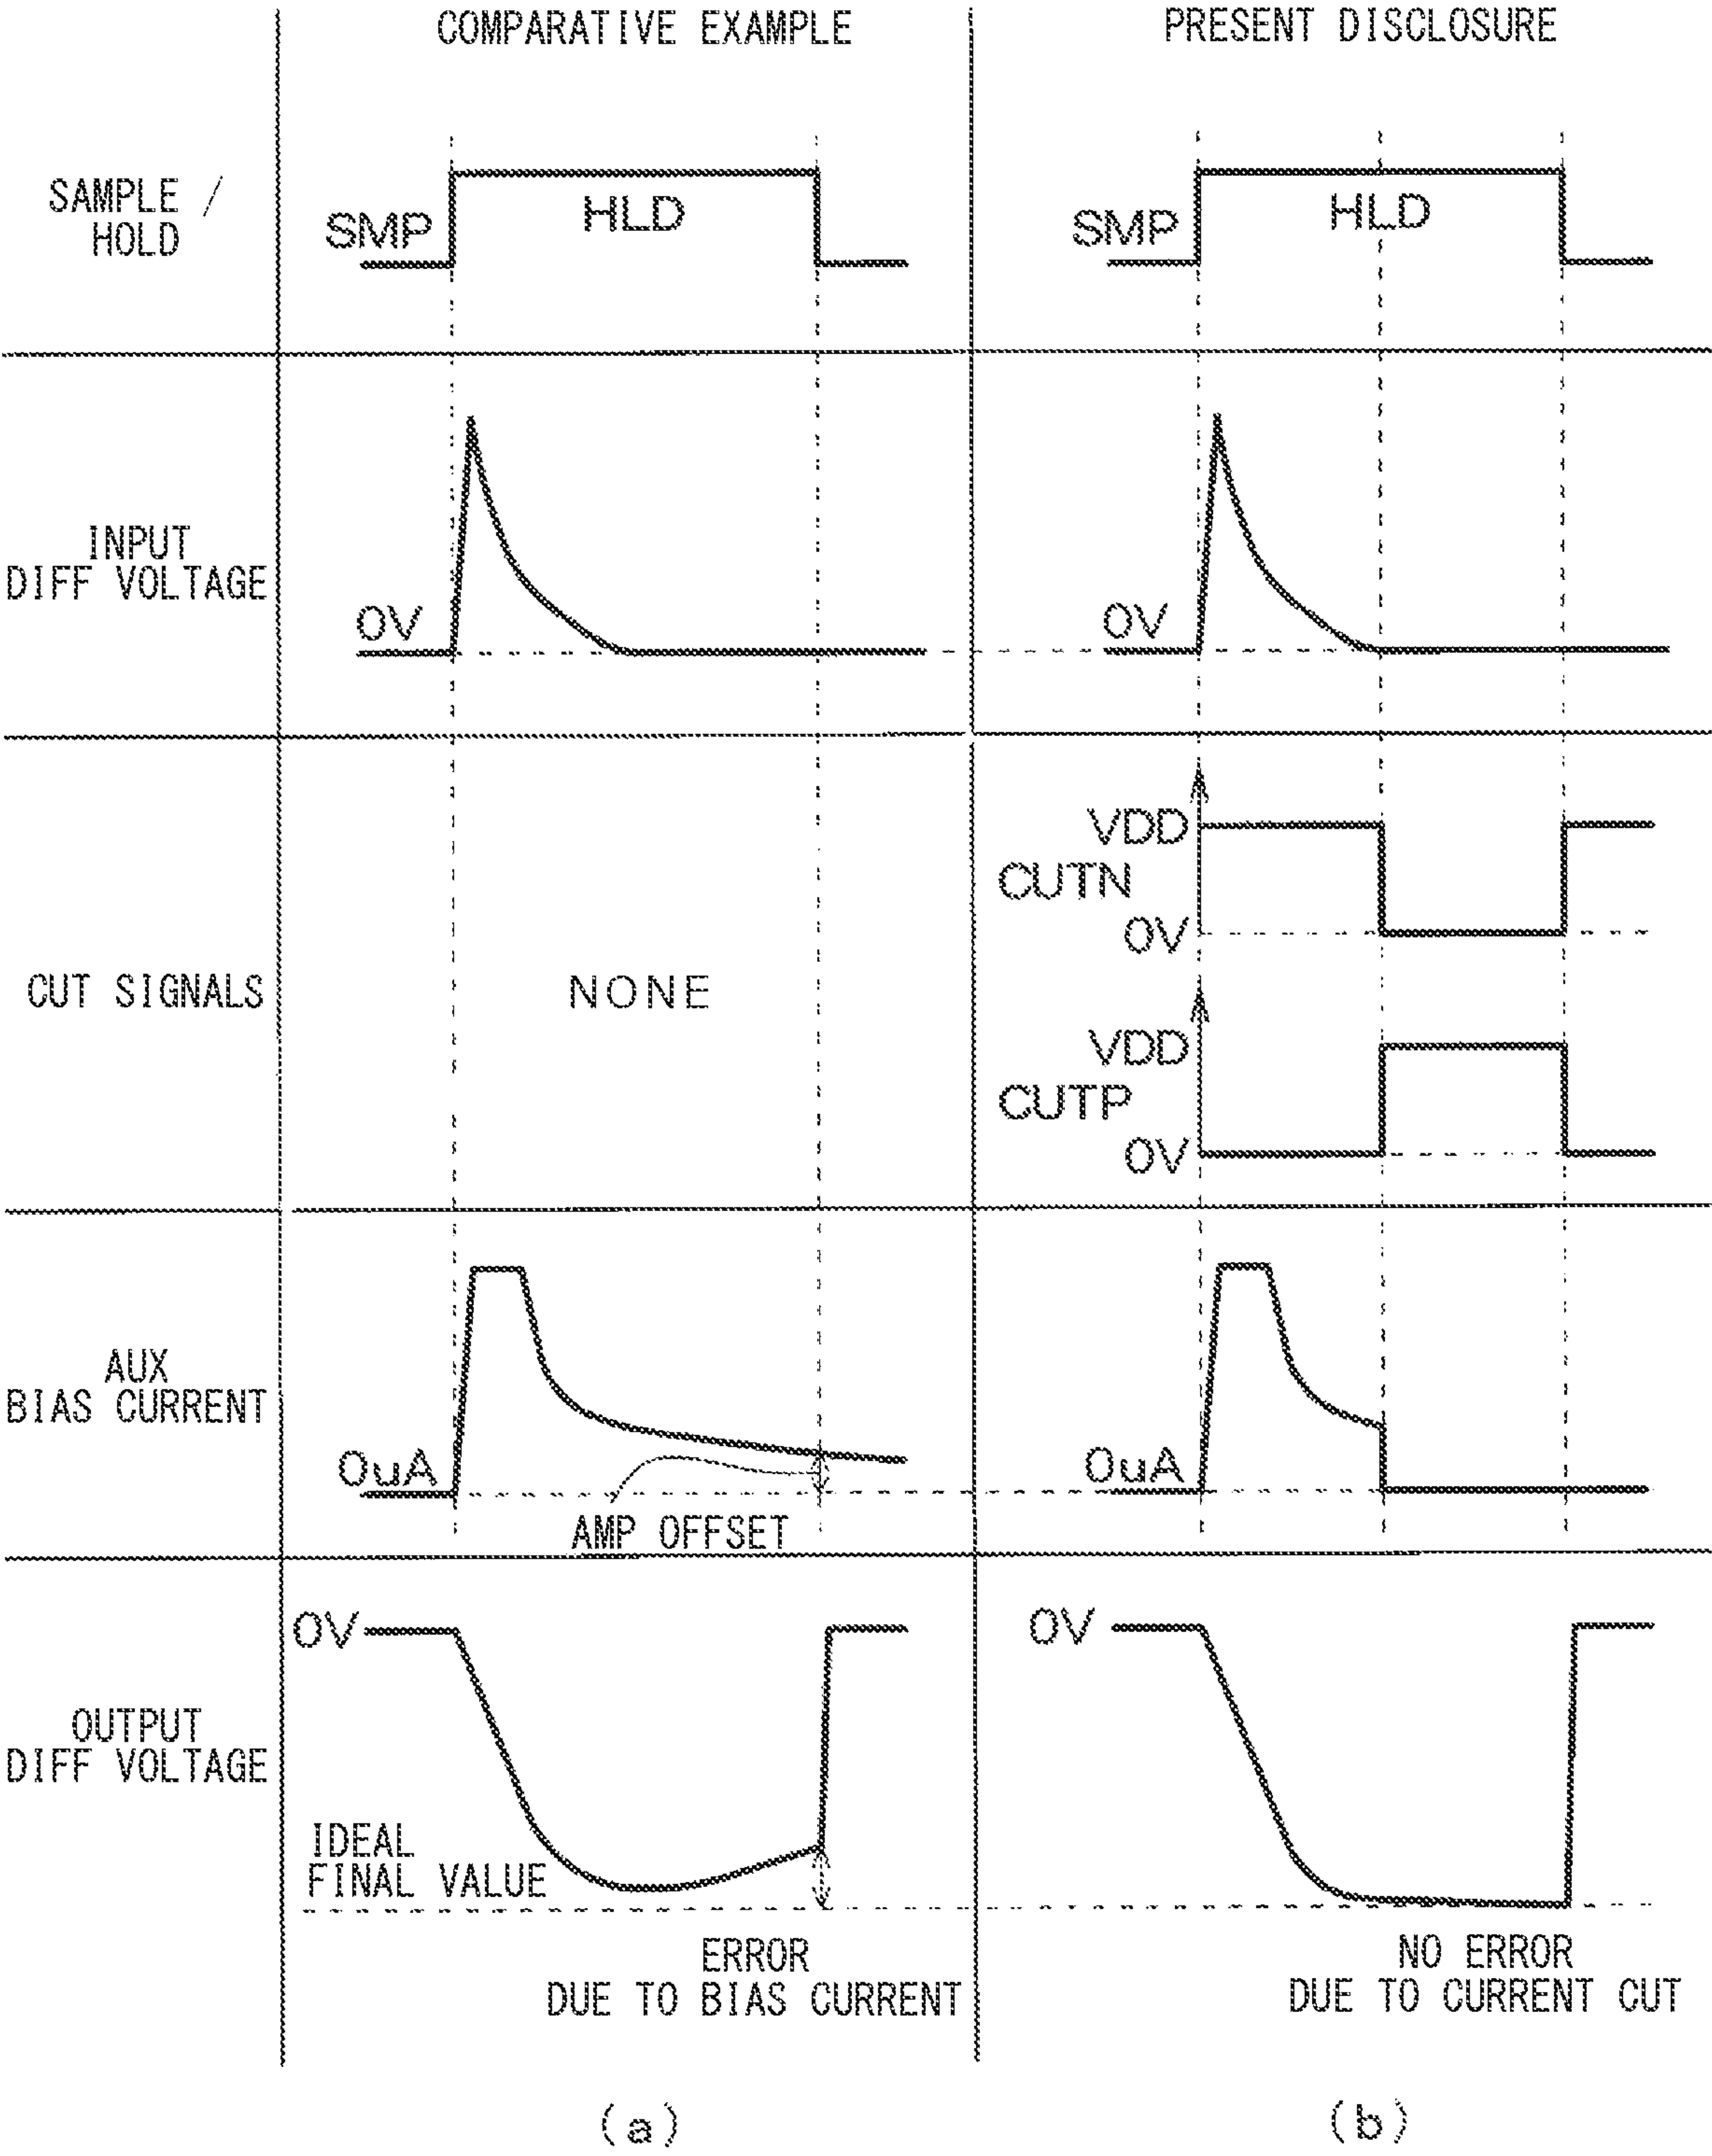 COMPARATIVE EXAMPLE
PRESENT DISCLOSURE
SAMPLE /
HOLD
SMP
HLD
SMP
HLD
INPUT
DIFF VOLTAGE
0V
0V
CUT SIGNALS
NONE
VDD
CUTN
0V
VDD
CUTP
0V
AUX
BIAS CURRENT
0uA
AMP OFFSET
0uA
OUTPUT
DIFF VOLTAGE
0V
IDEAL
FINAL VALUE
ERROR
DUE TO BIAS CURRENT
0V
NO ERROR
DUE TO CURRENT CUT
(a)
(b)